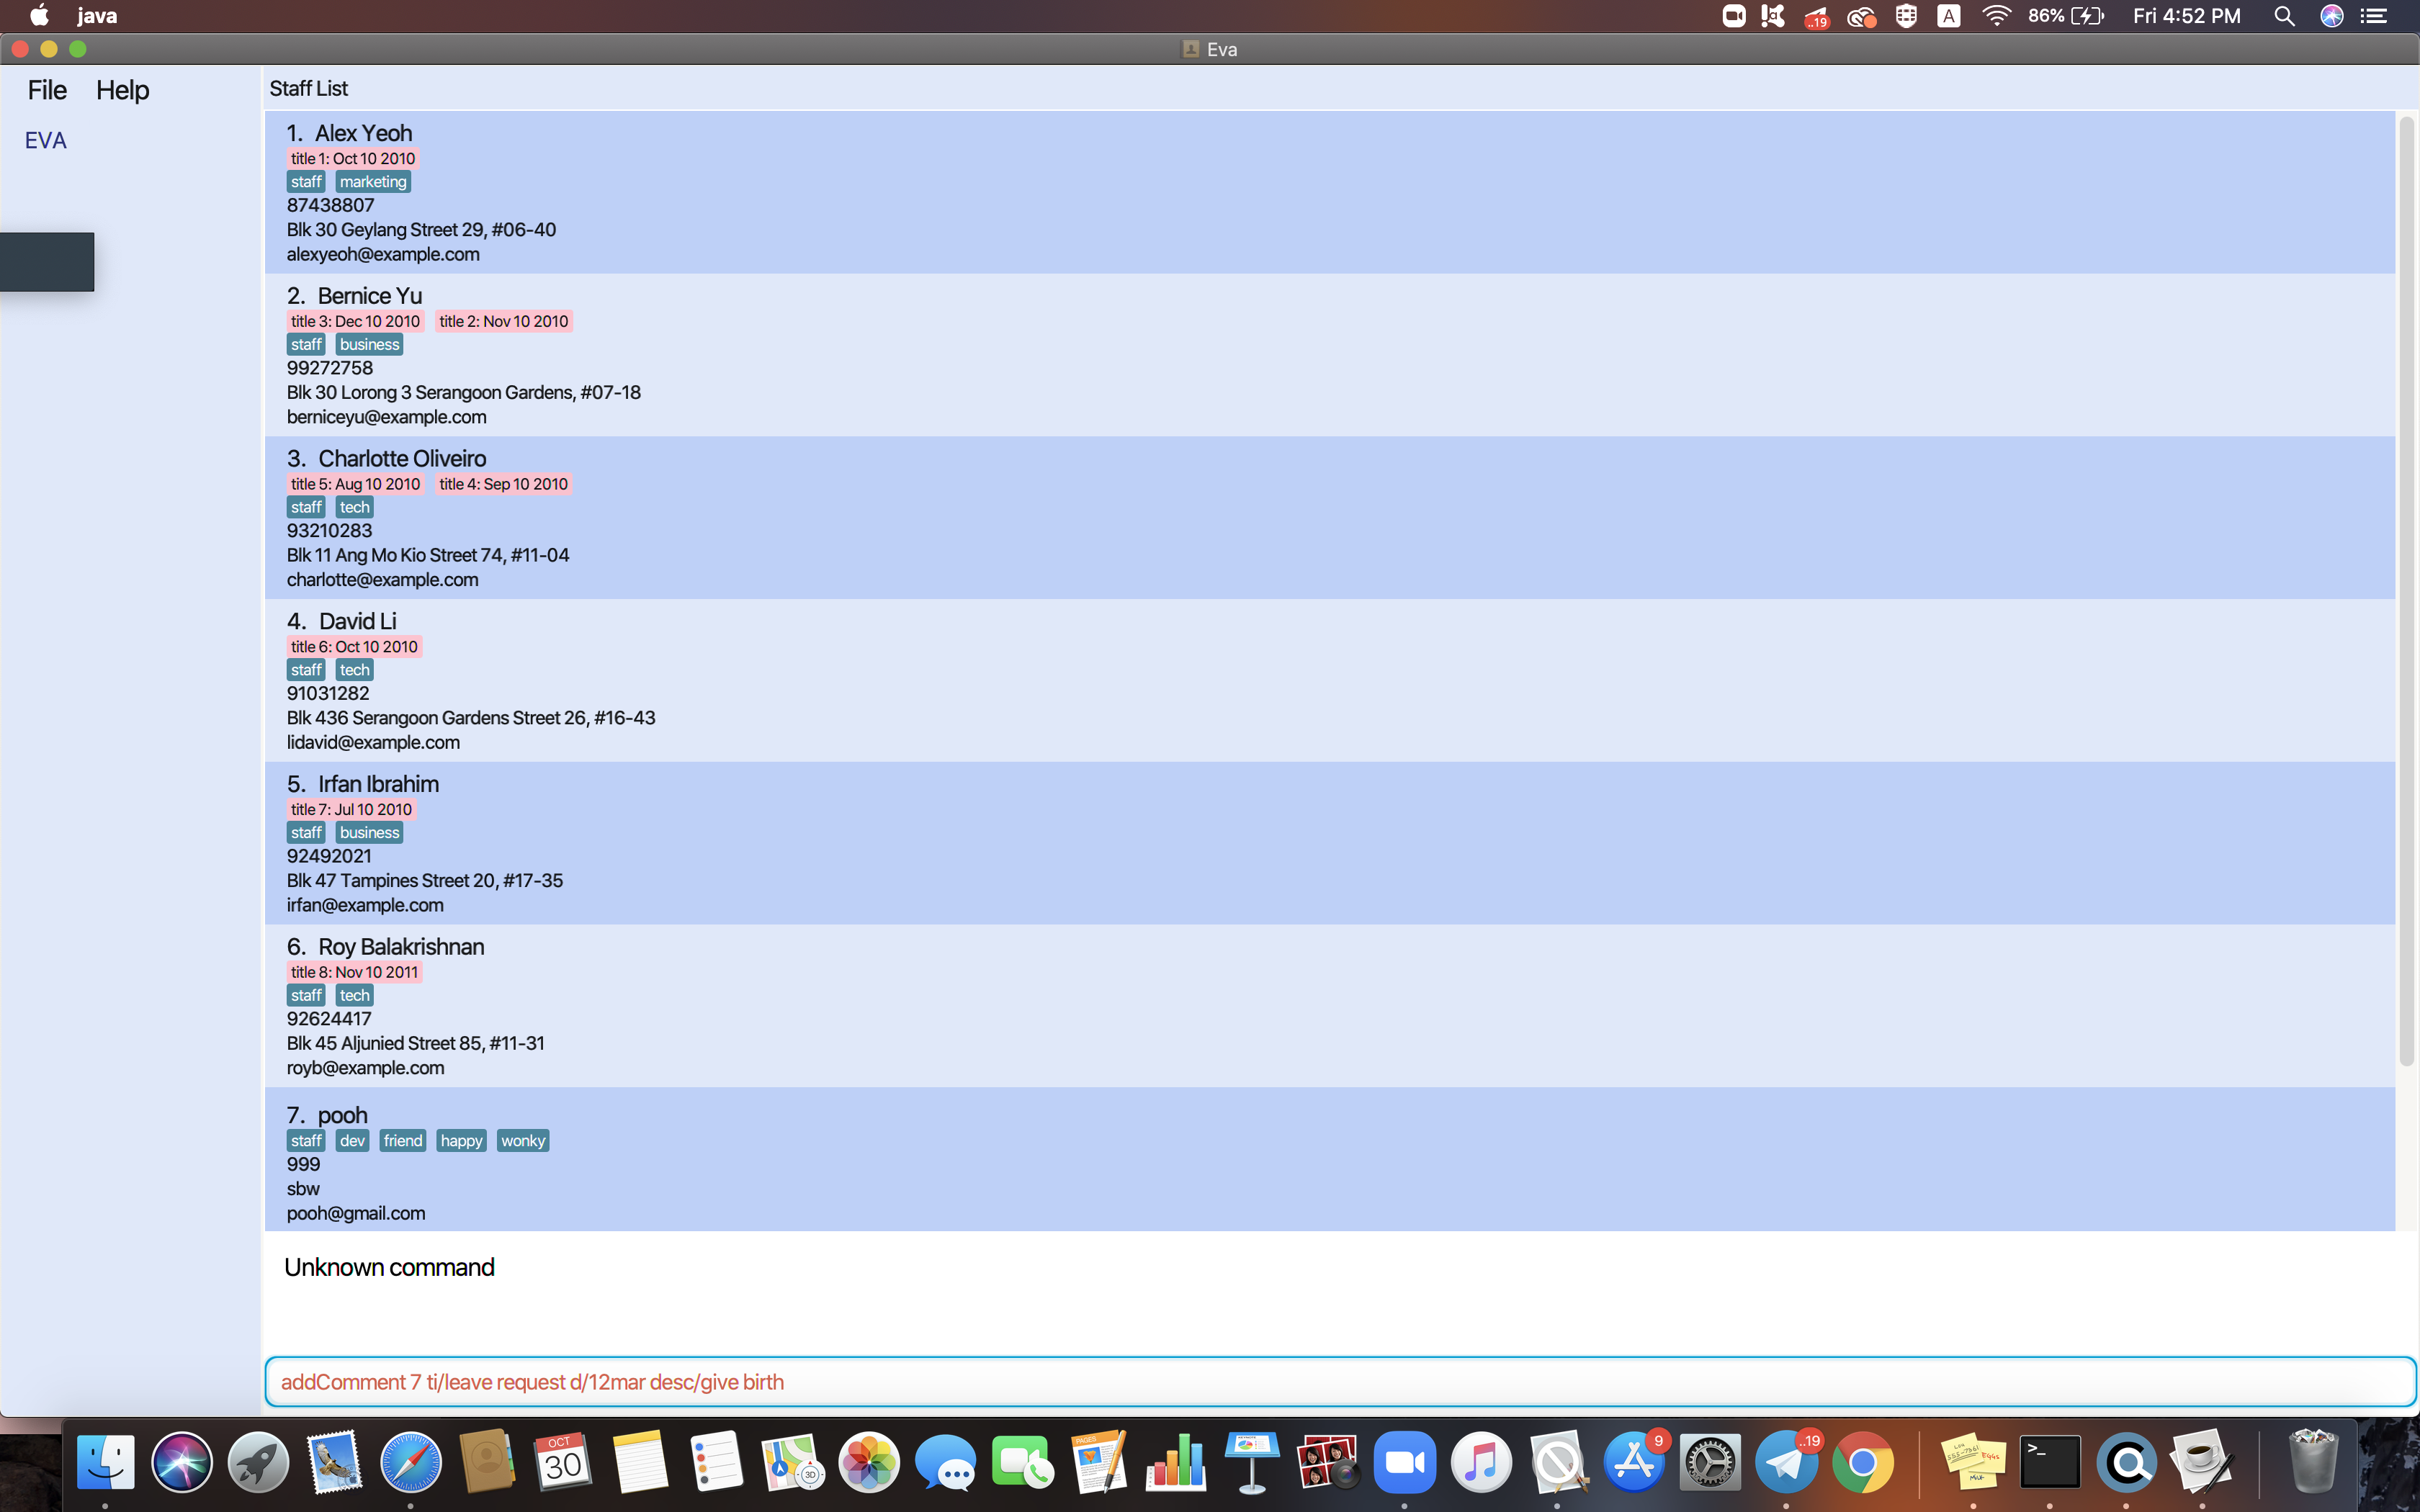 java
..19
A
86%
Fri 4:52 PM
Eva
File Help
EVA
Staff List
1. Alex Yeoh
title 1: Oct 10 2010
staff marketing
87438807
Blk 30 Geylang Street 29, #06-40
alexyeoh@example.com
2. Bernice Yu
title 3: Dec 10 2010 title 2: Nov 10 2010
staff business
99272758
Blk 30 Lorong 3 Serangoon Gardens, #07-18
berniceyu@example.com
3. Charlotte Oliveiro
title 5: Aug 10 2010 title 4: Sep 10 2010
staff tech
93210283
Blk 11 Ang Mo Kio Street 74, #11-04
charlotte@example.com
4. David Li
title 6: Oct 10 2010
staff tech
91031282
Blk 436 Serangoon Gardens Street 26, #16-43
lidavid@example.com
5. Irfan Ibrahim
title 7: Jul 10 2010
staff business
92492021
Blk 47 Tampines Street 20, #17-35
irfan@example.com
6. Roy Balakrishnan
title 8: Nov 10 2011
staff tech
92624417
Blk 45 Aljunied Street 85, #11-31
royb@example.com
7. pooh
staff dev friend happy wonky
999
sbw
pooh@gmail.com
Unknown command
addComment 7 ti/leave request d/12mar desc/give birth
OCT
30
3D
PAGES
9
..19
>_